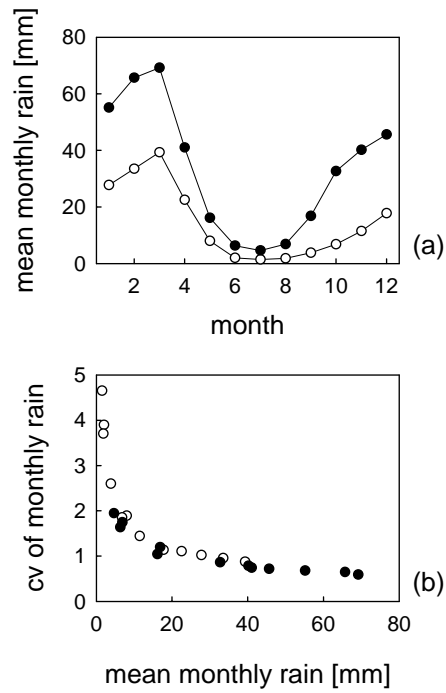 mean monthly rain [mm]
80
60
40
20
0
2 4 6 8 10 12
month
(a)
cv of monthly rain
5
4
3
2
1
0
0 20 40 60 80
mean monthly rain [mm]
(b)